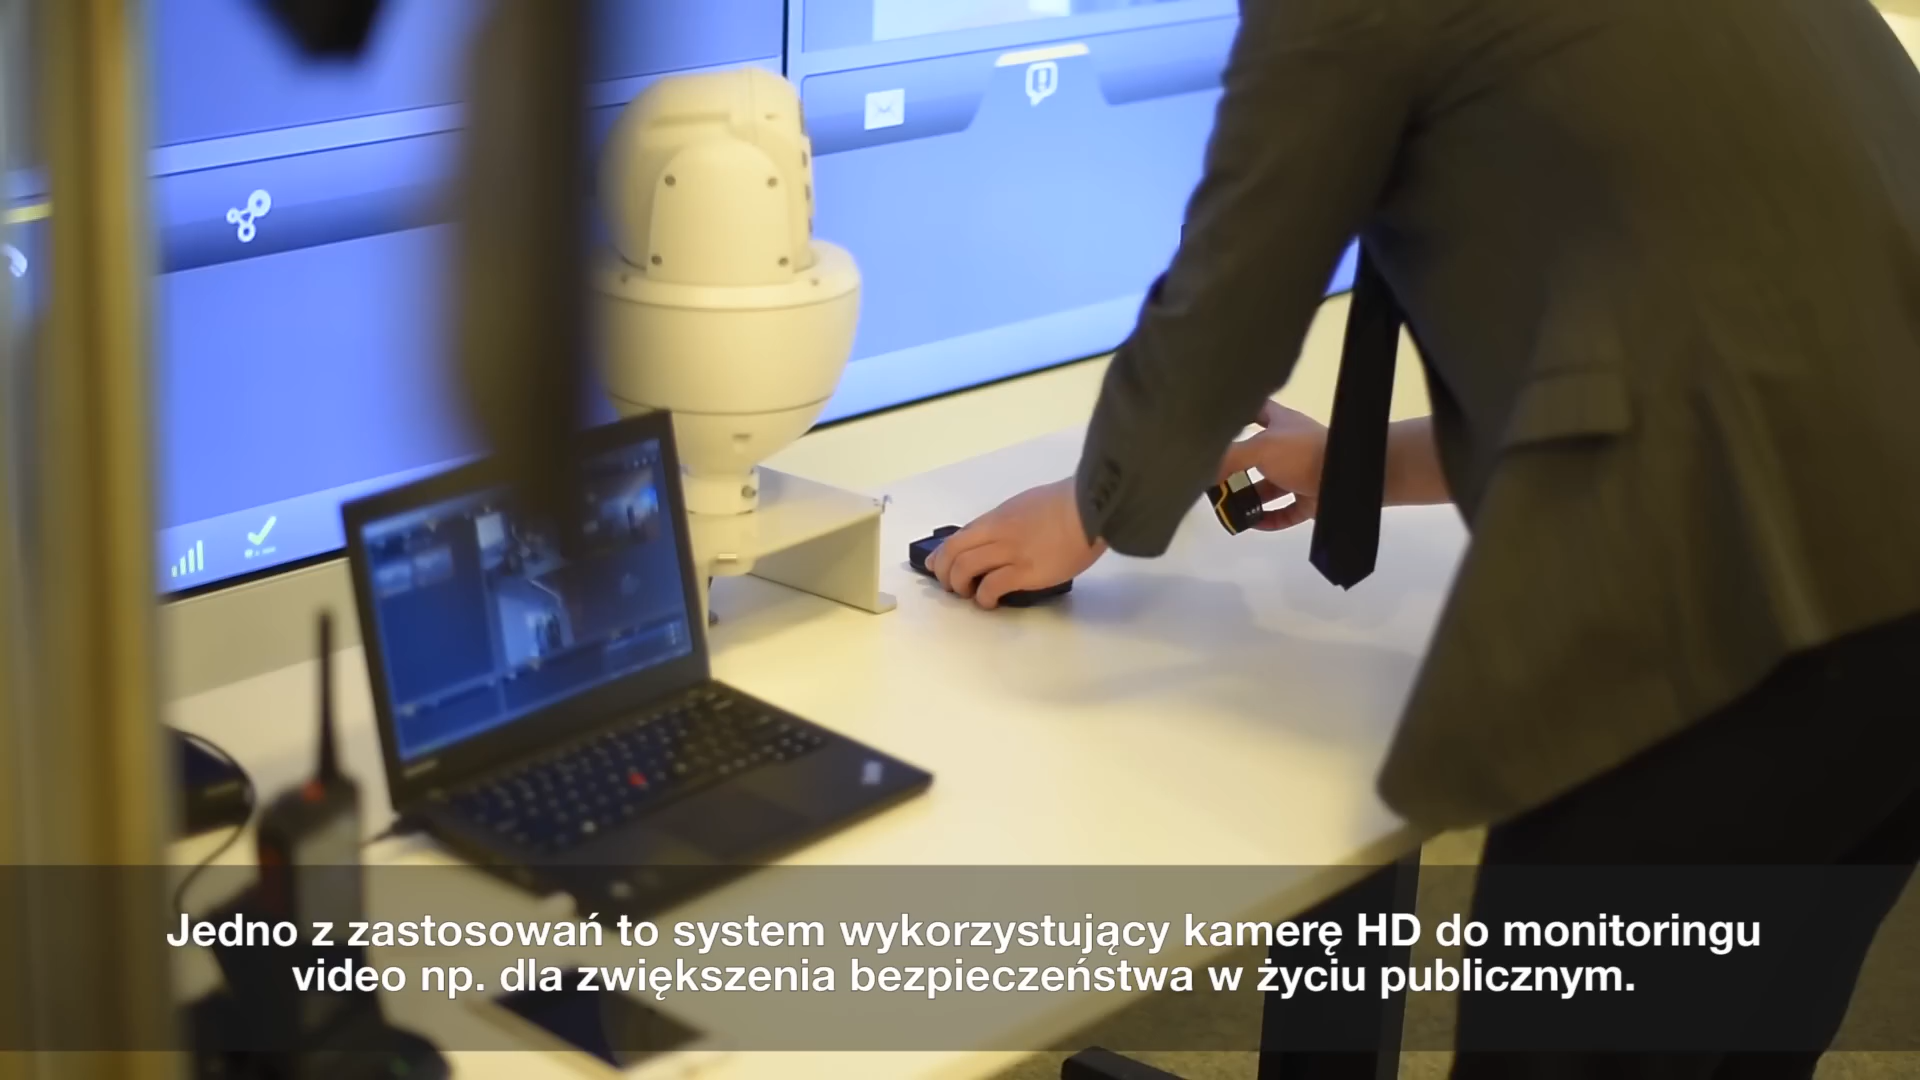 Jedno z zastosowań to system wykorzystujący kamerę HD do monitoringu
video np. dla zwiększenia bezpieczeństwa w życiu publicznym.